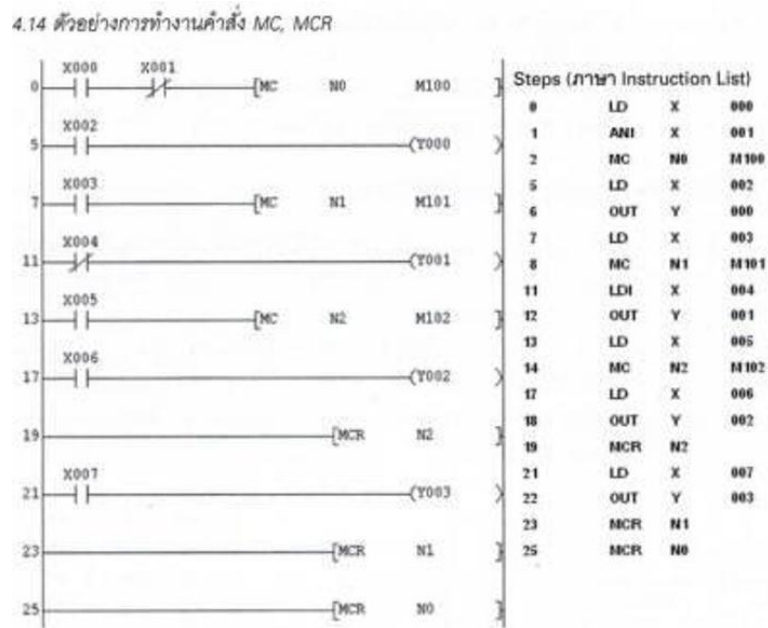 4.14 ตัวอย่างการทำงานคำสั่ง MC, MCR
X000 X001
0 [MC N0 M100 ]
X002
5 (Y000 )
X003
7 [MC N1 M101 ]
X004
11 (Y001 )
X005
13 [MC N2 M102 ]
X006
17 (Y002 )
19 [MCR N2 ]
X007
21 (Y003 )
23 [MCR N1 ]
25 [MCR N0 ]
Steps (ภาษา Instruction List)
0 LD X 000
1 ANI X 001
2 MC N0 M100
5 LD X 002
6 OUT Y 000
7 LD X 003
8 MC N1 M101
11 LDI X 004
12 OUT Y 001
13 LD X 005
14 MC N2 M102
17 LD X 006
18 OUT Y 002
19 MCR N2
21 LD X 007
22 OUT Y 003
23 MCR N1
25 MCR N0